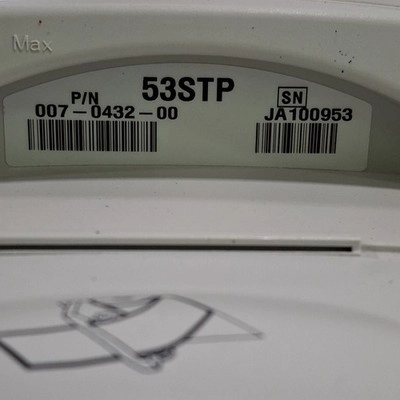 Max
53STP
P/N
SN
007-0432-00
JA100953